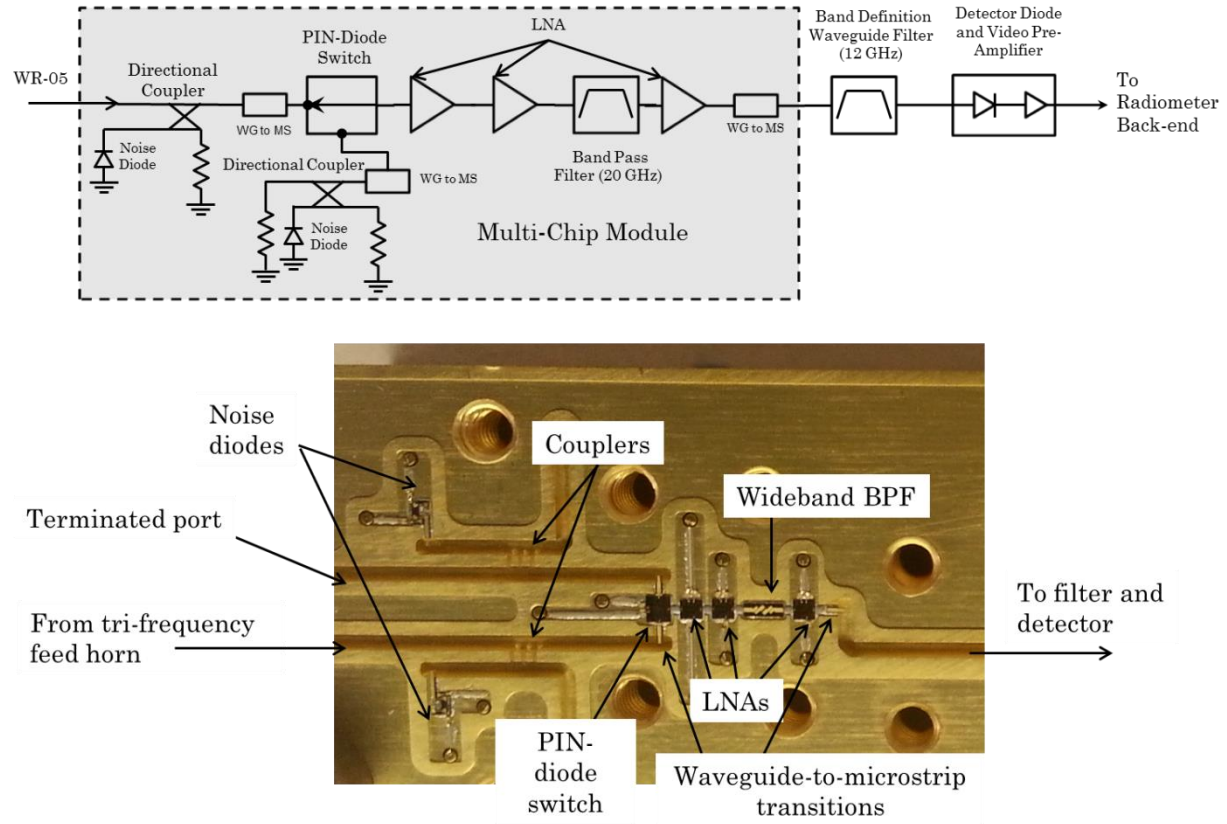 LNA
PIN-Diode
Switch
Band Definition
Waveguide Filter
(12 GHz)
Detector Diode
and Video Pre-
Amplifier
WR-05
Directional
Coupler
To
Radiometer
Back-end
WG to MS
WG to MS
Noise
Diode
Directional Coupler
WG to MS
Band Pass
Filter (20 GHz)
Noise
Diode
Multi-Chip Module
Noise
diodes
Couplers
Wideband BPF
Terminated port
From tri-frequency
feed horn
To filter and
detector
LNAs
PIN-
diode
switch
Waveguide-to-microstrip
transitions